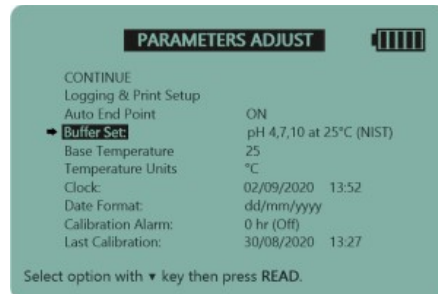 PARAMETERS ADJUST
CONTINUE
Logging & Print Setup
Auto End Point ON
Buffer Set: pH 4,7,10 at 25°C (NIST)
Base Temperature 25
Temperature Units °C
Clock: 02/09/2020 13:52
Date Format: dd/mm/yyyy
Calibration Alarm: 0 hr (Off)
Last Calibration: 30/08/2020 13:27
Select option with ▾ key then press READ.